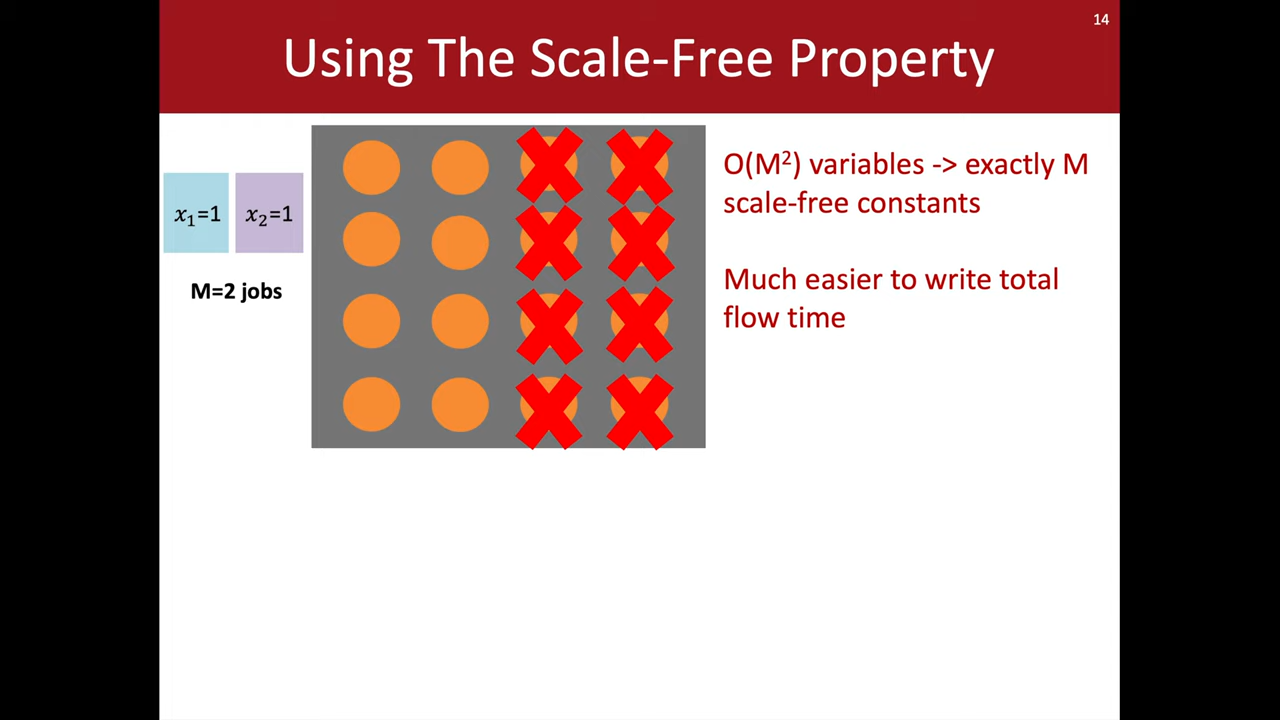 14
Using The Scale-Free Property
x₁=1 x₂=1
M=2 jobs
O(M²) variables -> exactly M
scale-free constants
Much easier to write total
flow time